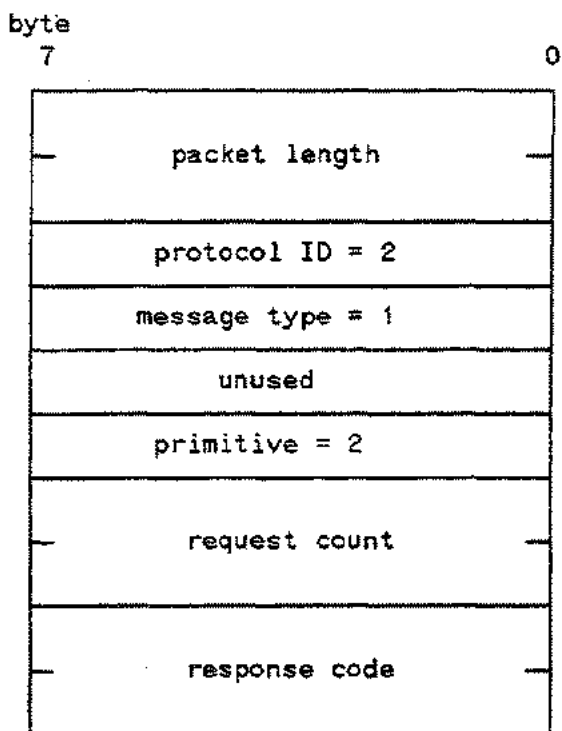 byte
7 0
packet length
protocol ID = 2
message type = 1
unused
primitive = 2
request count
response code